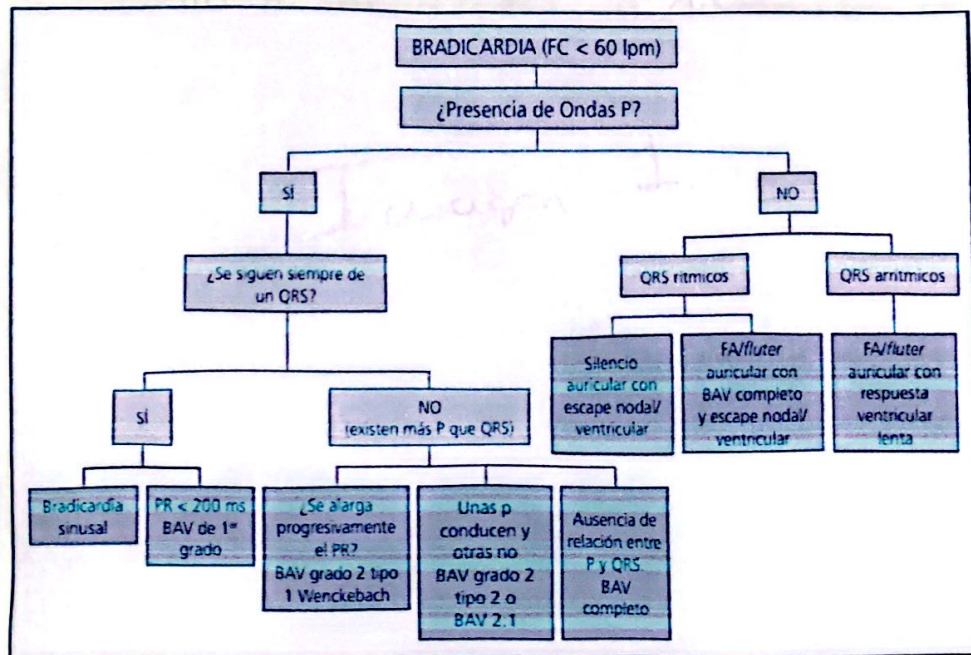 BRADICARDIA (FC < 60 lpm)
¿Presencia de Ondas P?
SÍ
NO
¿Se siguen siempre de
un QRS?
QRS rítmicos
QRS arrítmicos
Silencio
auricular con
escape nodal/
ventricular
FA/fluter
auricular con
BAV completo
y escape nodal/
ventricular
FA/fluter
auricular con
respuesta
ventricular
lenta
SÍ
NO
(existen más P que QRS)
Bradicardia
sinusal
PR < 200 ms
BAV de 1er
grado
¿Se alarga
progresivamente
el PR?
BAV grado 2 tipo
1 Wenckebach
Unas p
conducen y
otras no
BAV grado 2
tipo 2 o
BAV 2:1
Ausencia de
relación entre
P y QRS.
BAV
completo